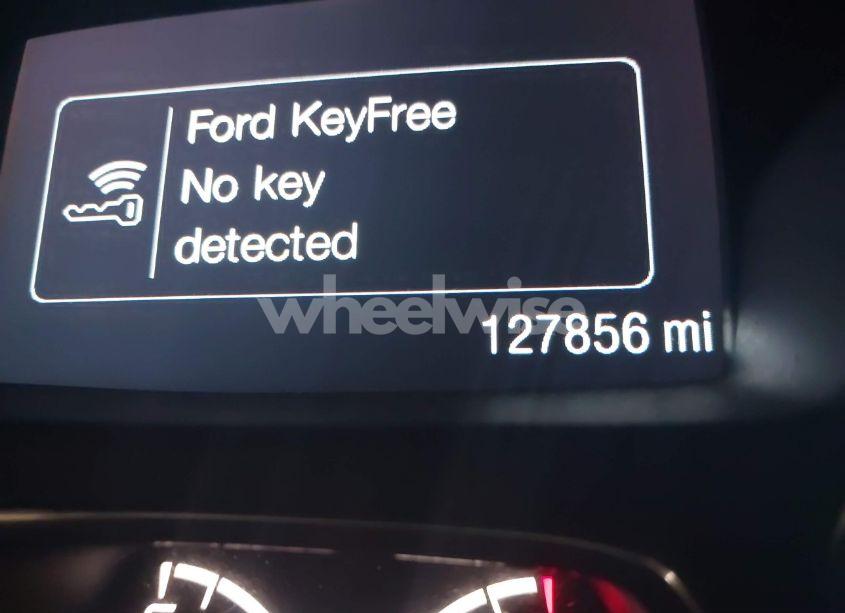 Ford KeyFree
No key
detected
wheelwise
127856 mi